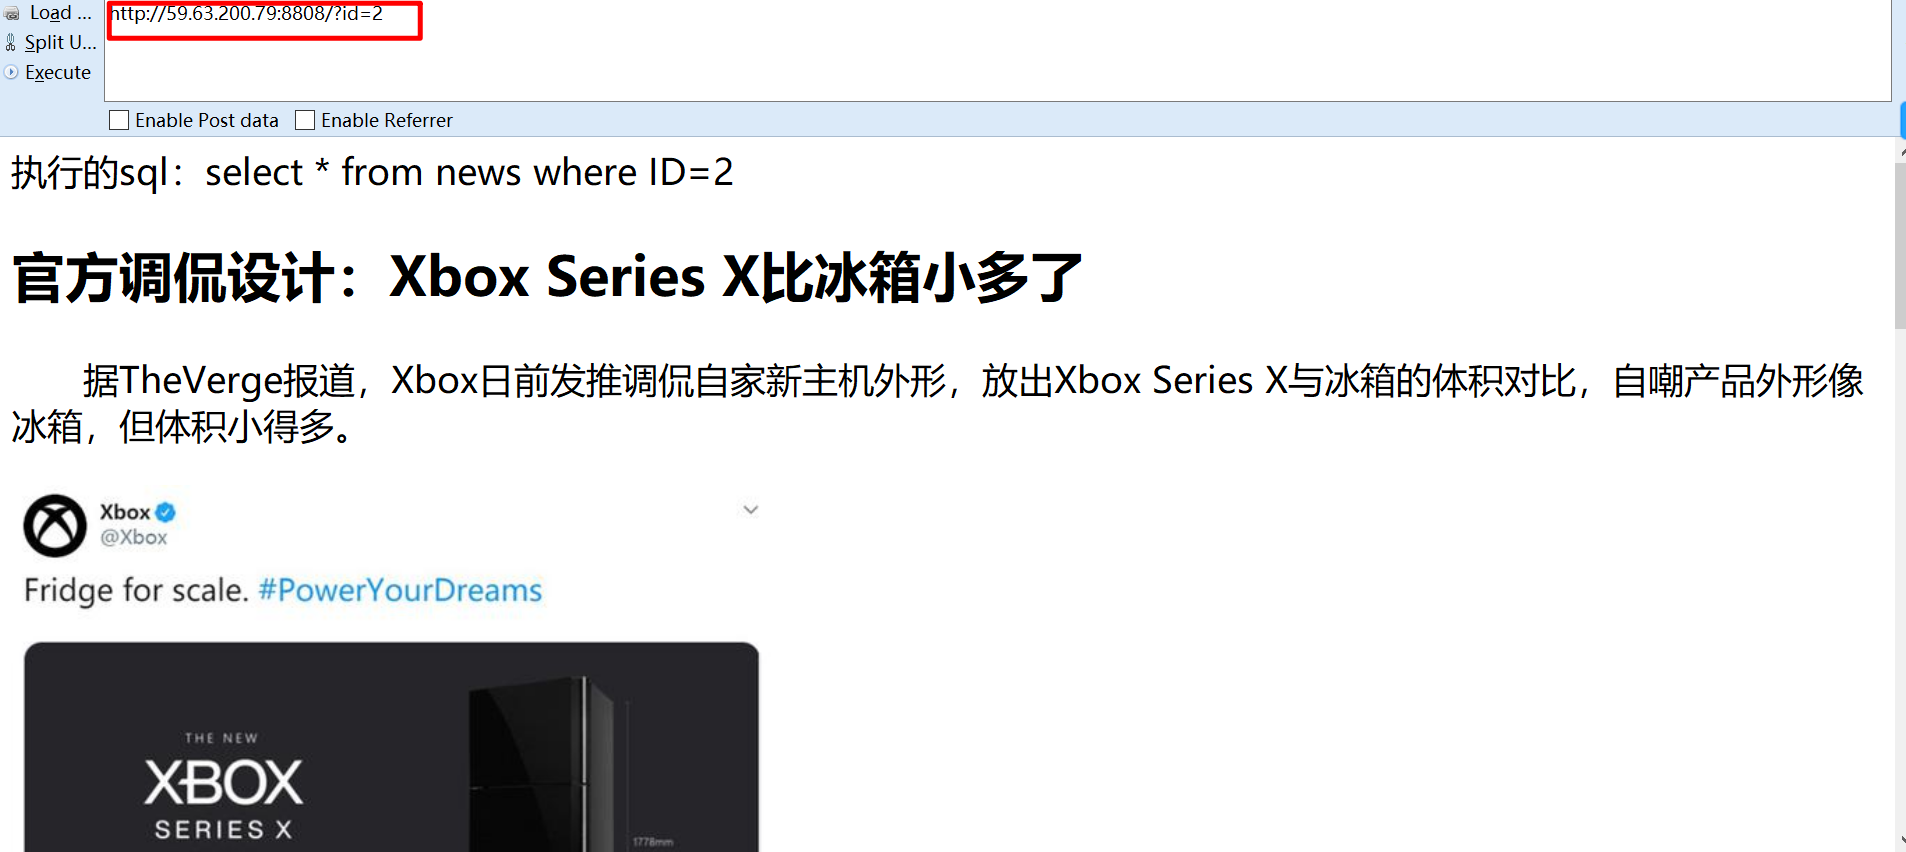 Load ...
http://59.63.200.79:8808/?id=2
Split U...
Execute
Enable Post data
Enable Referrer
执行的sql：select * from news where ID=2
官方调侃设计：Xbox Series X比冰箱小多了
据TheVerge报道，Xbox日前发推调侃自家新主机外形，放出Xbox Series X与冰箱的体积对比，自嘲产品外形像
冰箱，但体积小得多。
Xbox
@Xbox
Fridge for scale. #PowerYourDreams
THE NEW
XBOX
SERIES X
1778mm